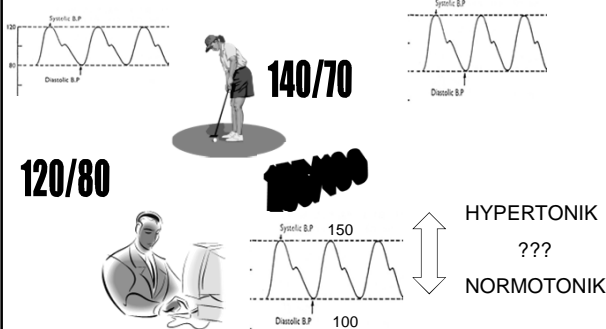 Systolic B.P
120
80
Diastolic B.P
Systolic B.P
Diastolic B.P
140/70
120/80
Systolic B.P 150
Diastolic B.P 100
HYPERTONIK
???
NORMOTONIK